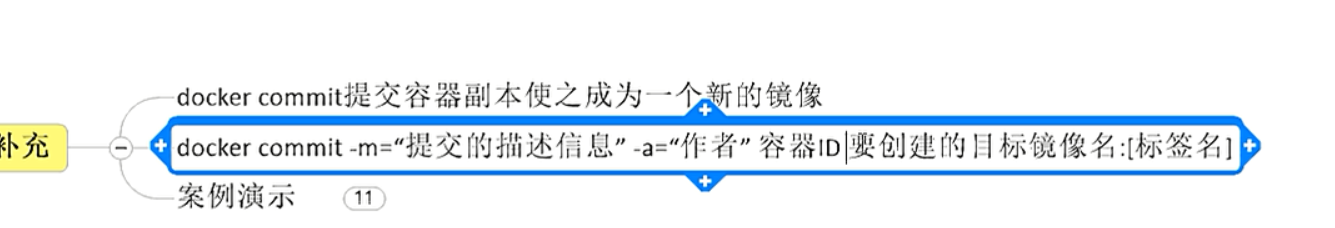 docker commit提交容器副本使之成为一个新的镜像
补充
docker commit -m=“提交的描述信息” -a=“作者” 容器ID要创建的目标镜像名:[标签名]
案例演示 11